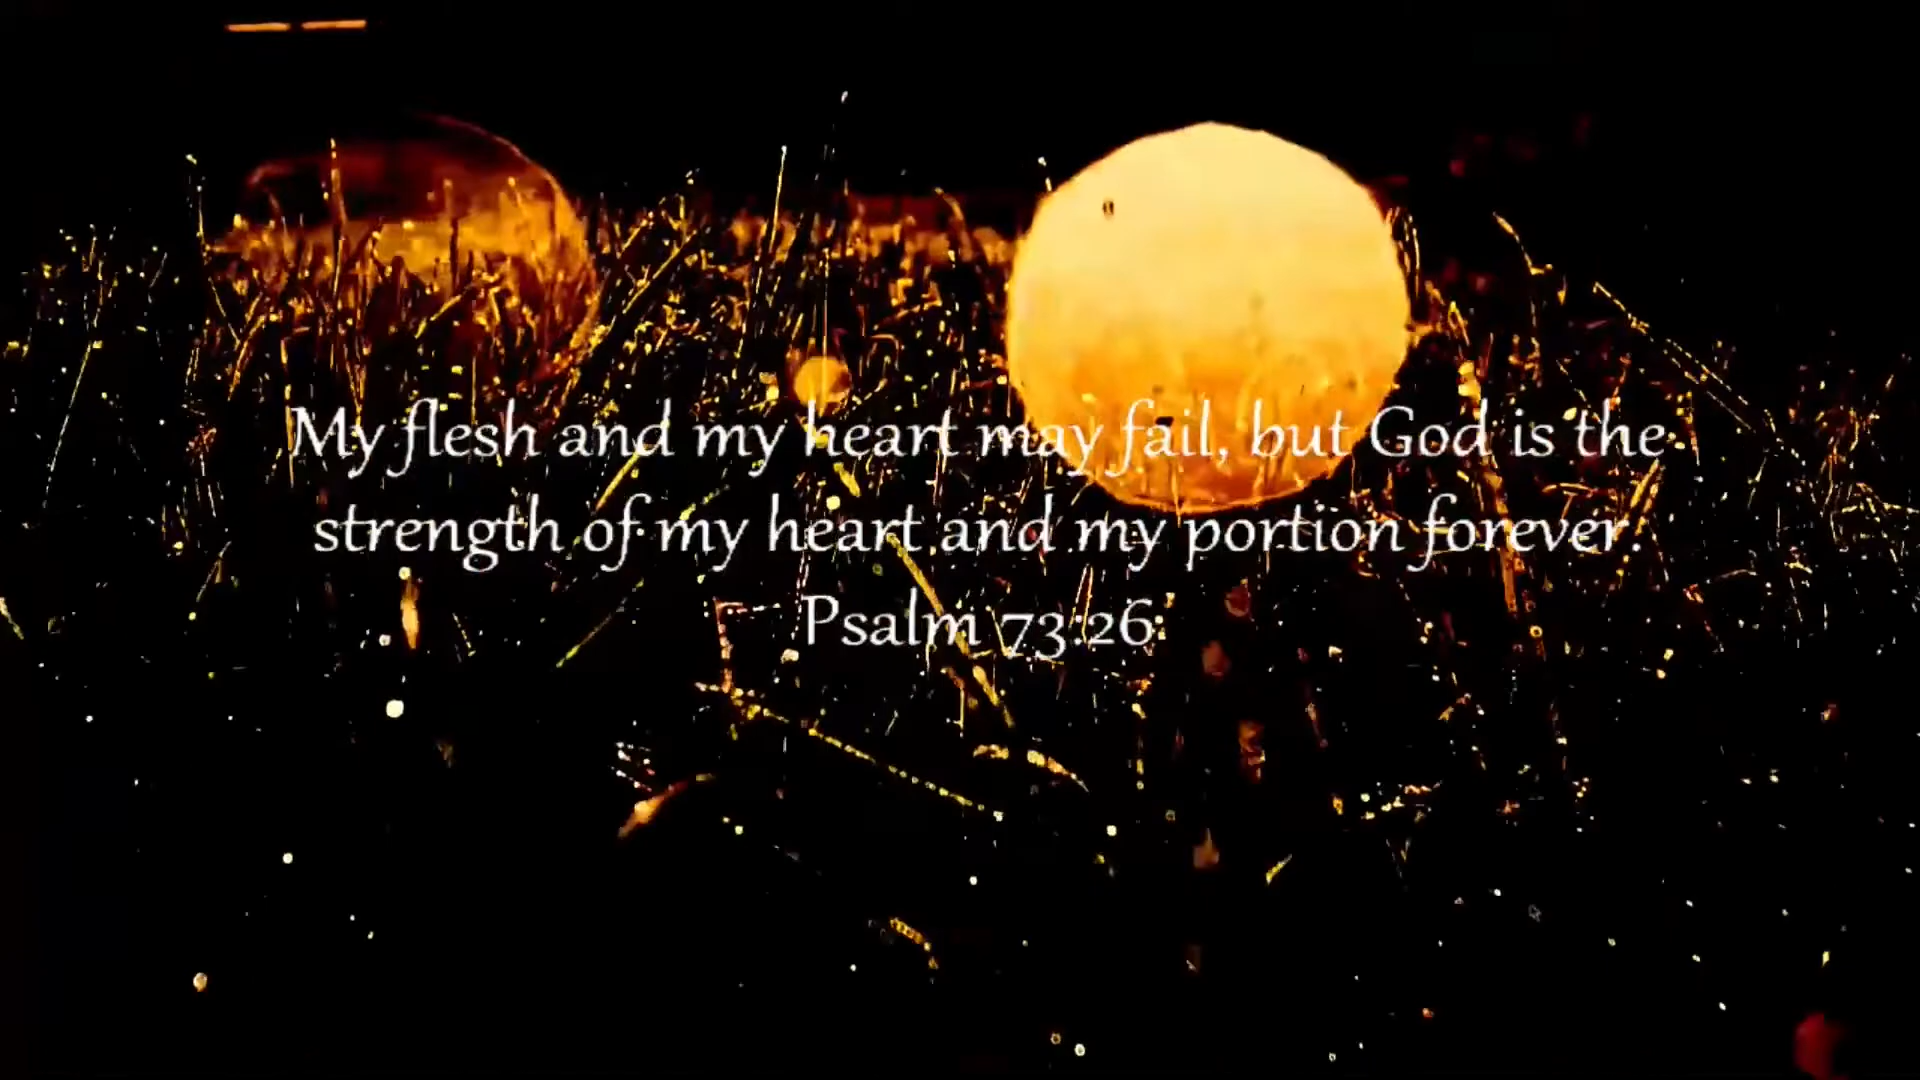 My flesh and my heart may fail, but God is the
strength of my heart and my portion forever.
Psalm 73:26